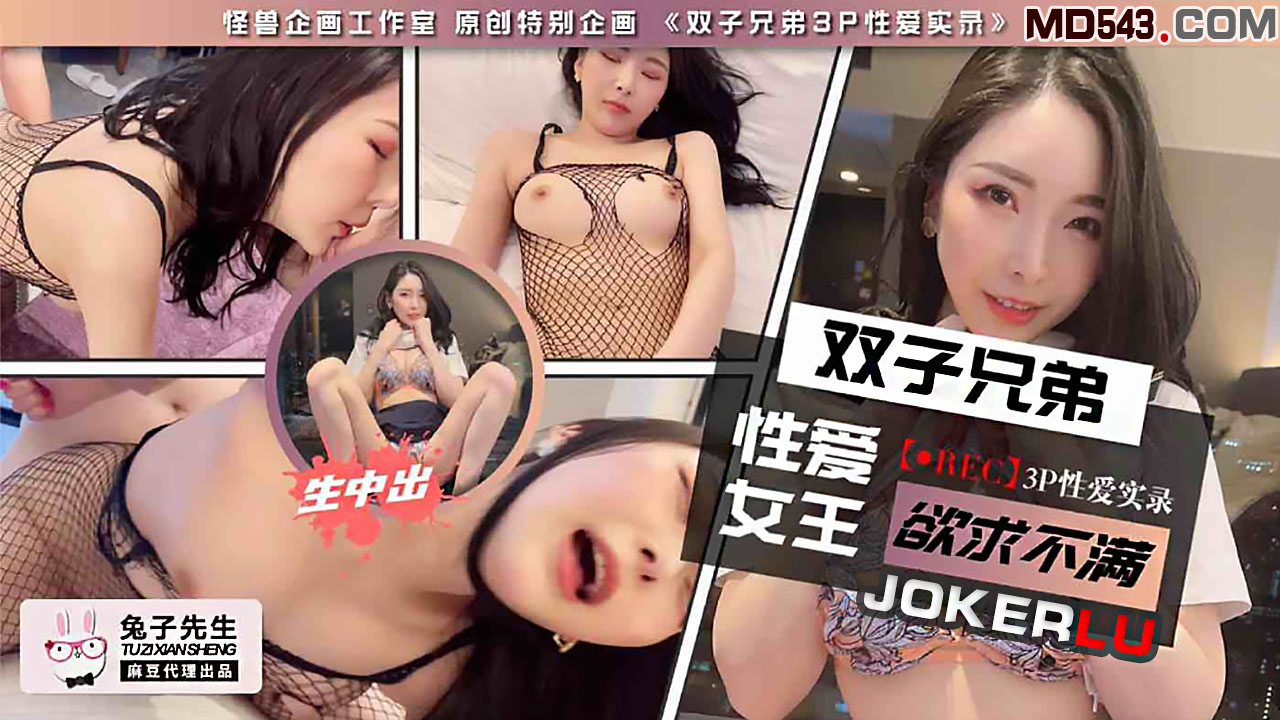 怪兽企画工作室 原创特别企画 《双子兄弟3P性爱实录》
MD543.COM
双子兄弟
性爱
女王
【●REC】3P性爱实录
欲求不满
JOKERLU
生中出
兔子先生
TUZI XIANSHENG
麻豆代理出品